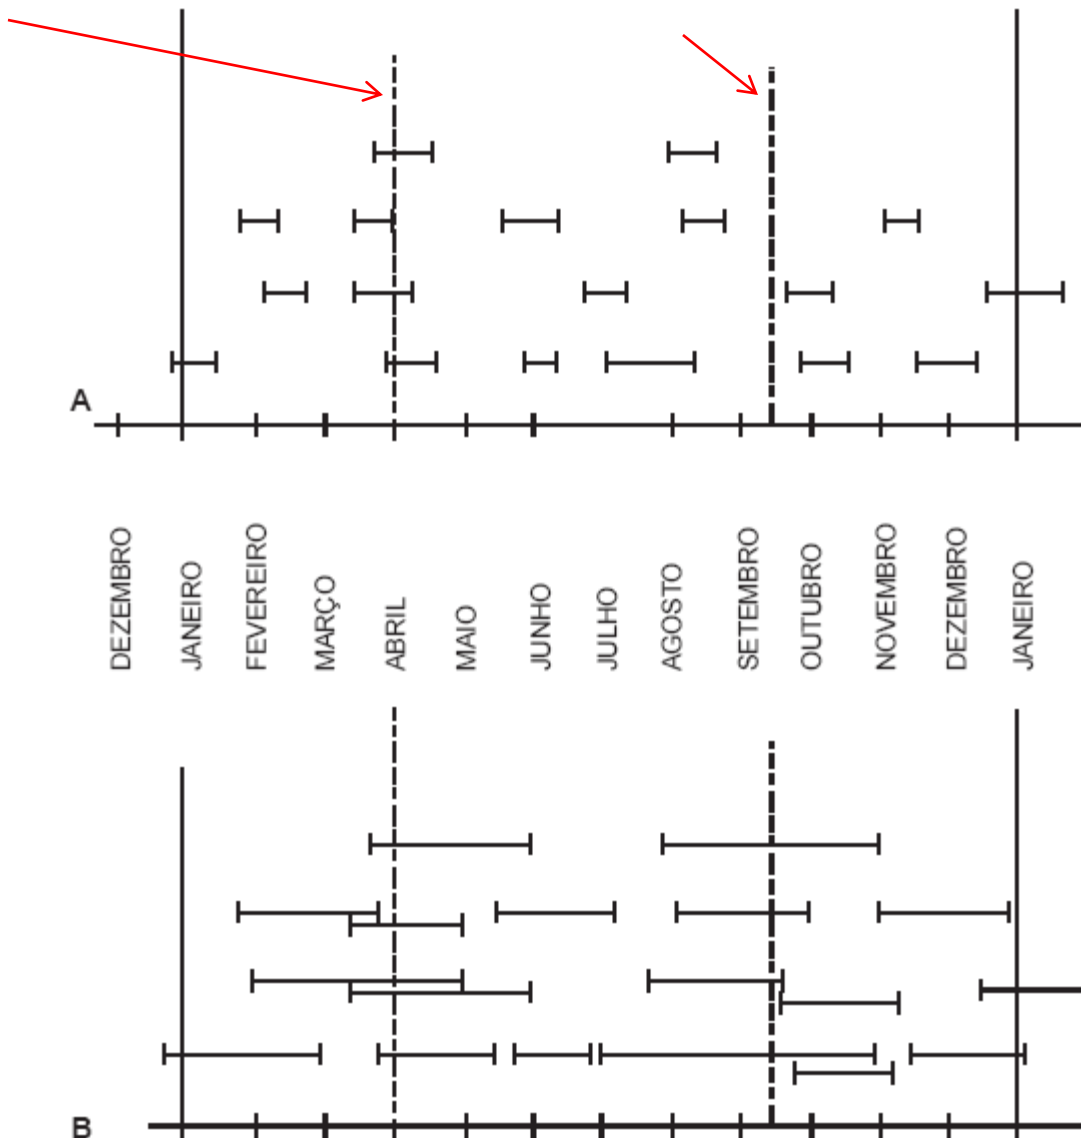 A
DEZEMBRO
JANEIRO
FEVEREIRO
MARÇO
ABRIL
MAIO
JUNHO
JULHO
AGOSTO
SETEMBRO
OUTUBRO
NOVEMBRO
DEZEMBRO
JANEIRO
B